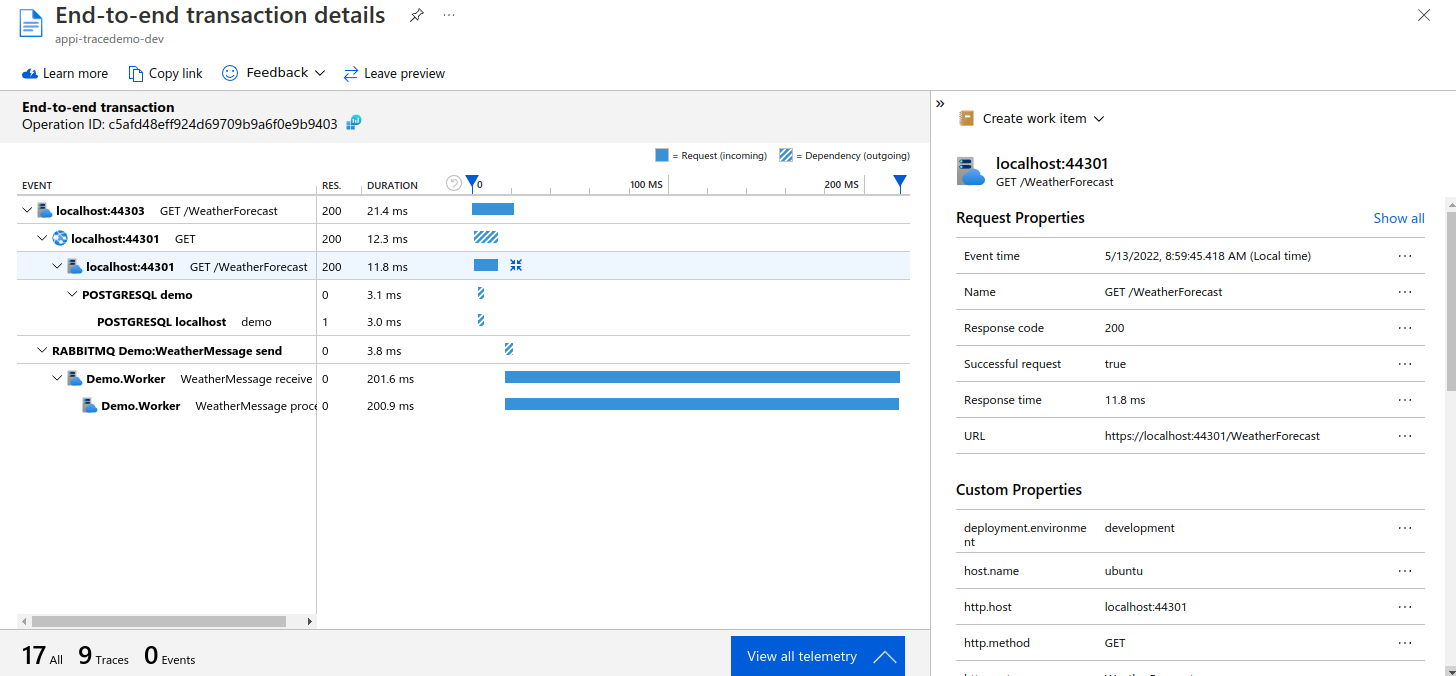 End-to-end transaction details
appi-tracedemo-dev
Learn more Copy link Feedback Leave preview
End-to-end transaction
Operation ID: c5afd48eff924d69709b9a6f0e9b9403
= Request (incoming) = Dependency (outgoing)
EVENT RES. DURATION 0 100 MS 200 MS
localhost:44303 GET /WeatherForecast 200 21.4 ms
localhost:44301 GET 200 12.3 ms
localhost:44301 GET /WeatherForecast 200 11.8 ms
POSTGRESQL demo 0 3.1 ms
POSTGRESQL localhost demo 1 3.0 ms
RABBITMQ Demo:WeatherMessage send 0 3.8 ms
Demo.Worker WeatherMessage receive 0 201.6 ms
Demo.Worker WeatherMessage proce 0 200.9 ms
17 All 9 Traces 0 Events
View all telemetry
Create work item
localhost:44301
GET /WeatherForecast
Request Properties Show all
Event time 5/13/2022, 8:59:45.418 AM (Local time)
Name GET /WeatherForecast
Response code 200
Successful request true
Response time 11.8 ms
URL https://localhost:44301/WeatherForecast
Custom Properties
deployment.environme development
nt
host.name ubuntu
http.host localhost:44301
http.method GET